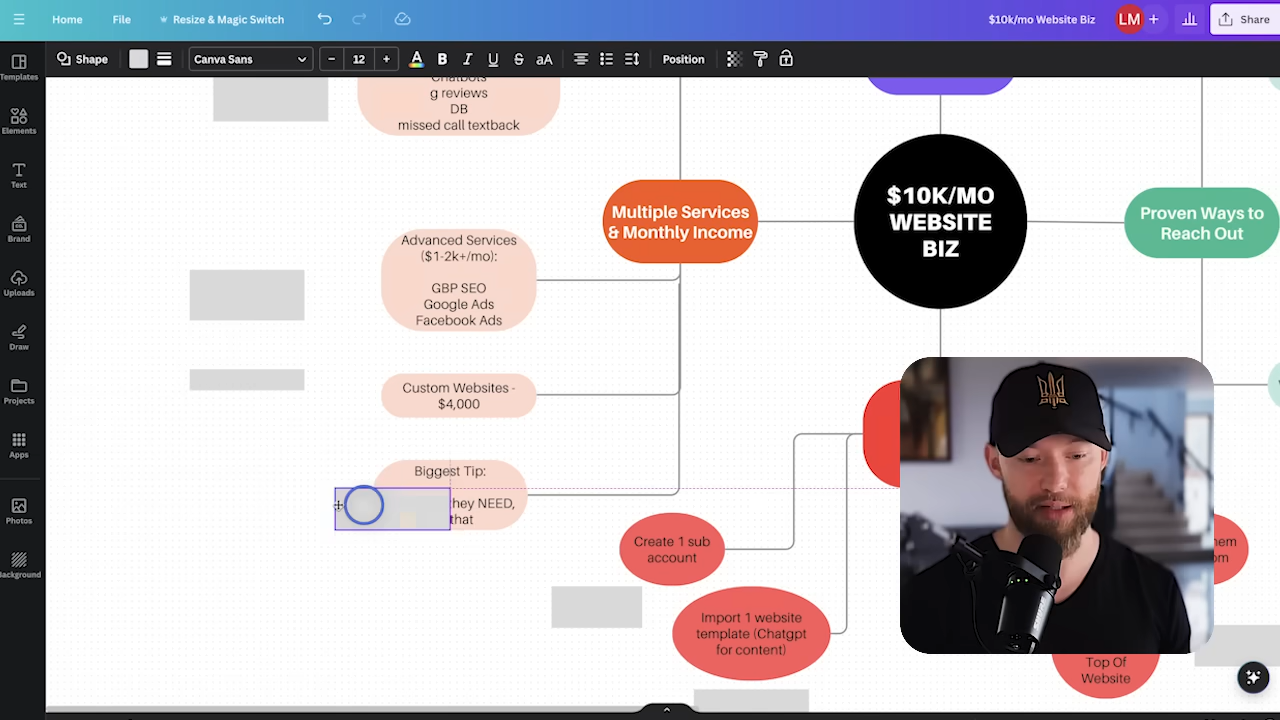 Home
File
Resize & Magic Switch
$10k/mo Website Biz
LM
+
Share
Shape
Canva Sans
− 12 +
A
B
I
U
S
aA
Position
Templates
Elements
Text
Brand
Uploads
Draw
Projects
Apps
Photos
Background
Chatbots
g reviews
DB
missed call textback
Advanced Services
($1-2k+/mo):
GBP SEO
Google Ads
Facebook Ads
Custom Websites -
$4,000
Biggest Tip:
hey NEED,
that
Multiple Services
& Monthly Income
$10K/MO
WEBSITE
BIZ
Proven Ways to
Reach Out
Create 1 sub
account
Import 1 website
template (Chatgpt
for content)
Top Of
Website